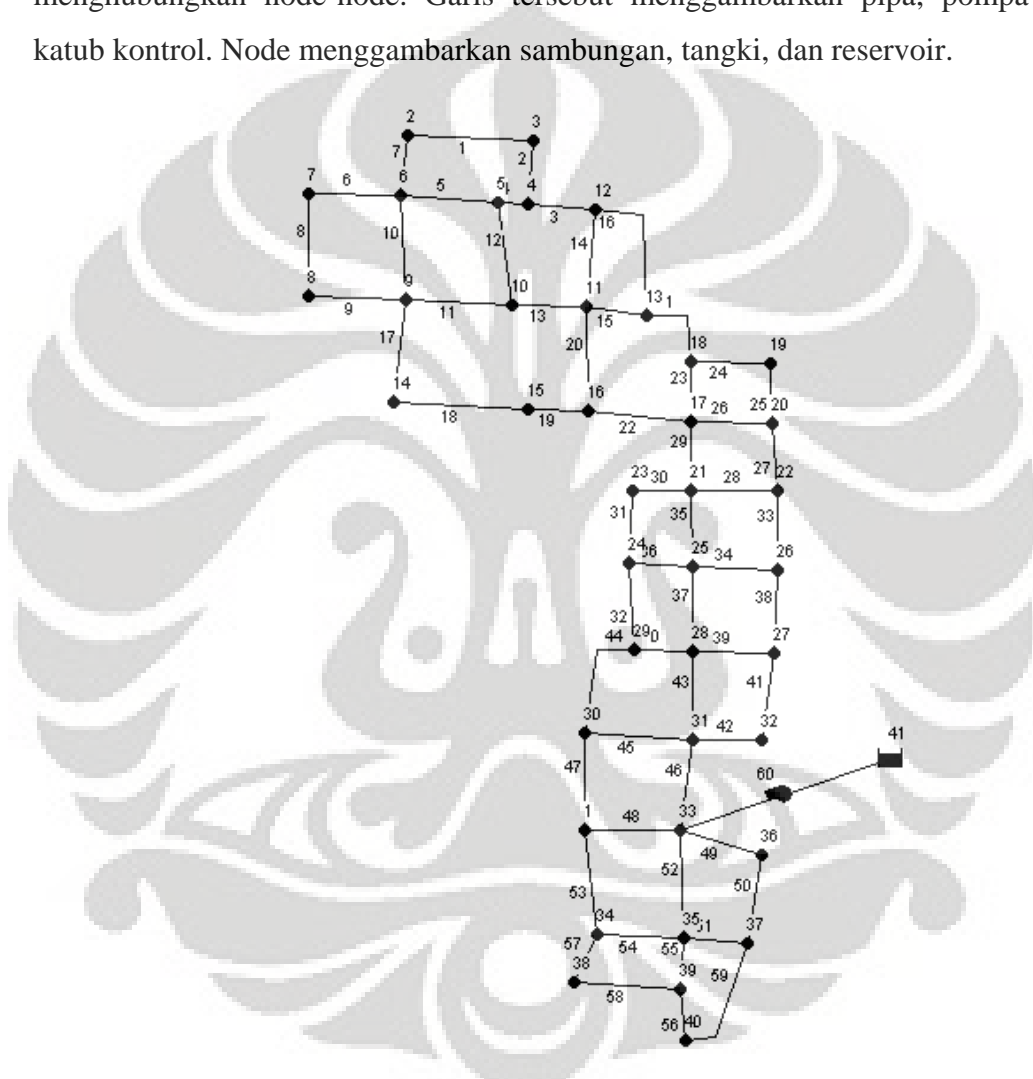 menghubungkan node-node. Garis tersebut menggambarkan pipa, pompa
katub kontrol. Node menggambarkan sambungan, tangki, dan reservoir.
2 3
7 1 2
7 6 6 5 5 4 12
3 16
8 10 12 14
8 9 10 11 13 1
9 11 13 15
17 20 18 19
23 24
14 15 16 17 25 20
18 19 22 26
29
23 30 21 28 27 22
31 35 33
24 36 25 34 26
37 38
32
44 29 0 28 39 27
43 41
30 31 42 32
45 41
47 46 60
1 48 33 36
49
52 50
53
34 35 51 37
57 54 55
38 39 59
58
56 40